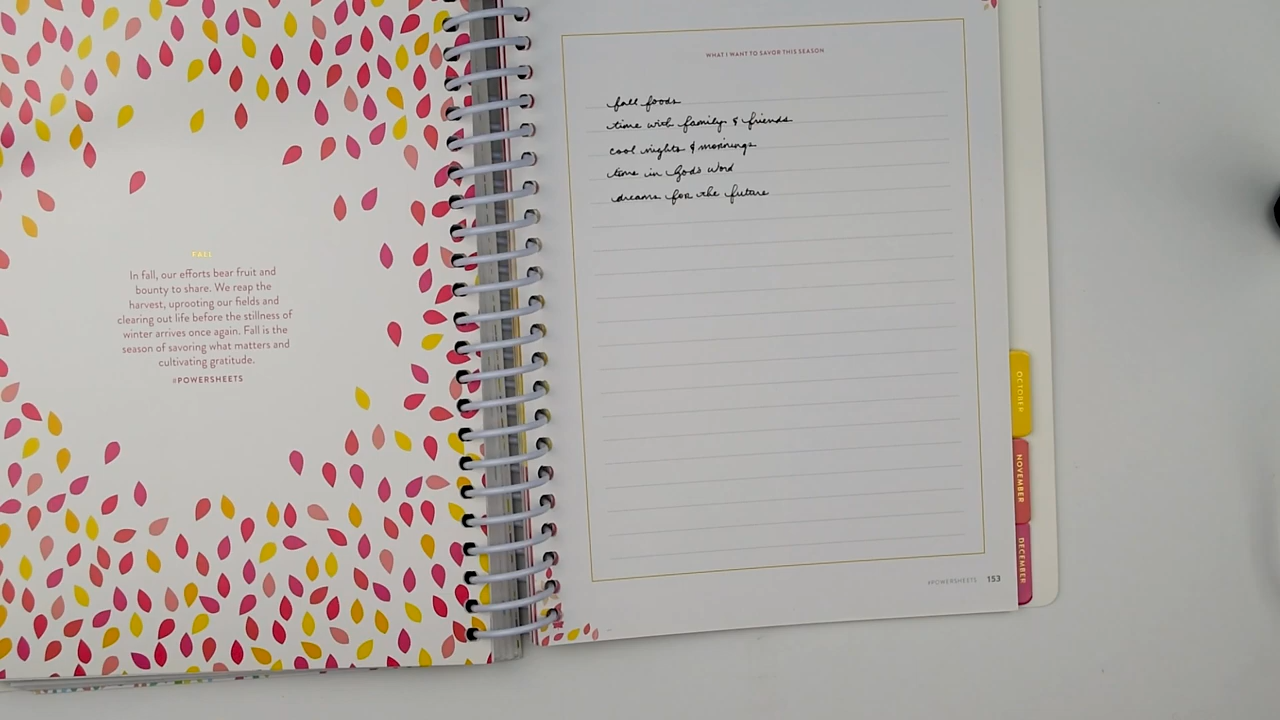 FALL
In fall, our efforts bear fruit and
bounty to share. We reap the
harvest, uprooting our fields and
clearing out life before the stillness of
winter arrives once again. Fall is the
season of savoring what matters and
cultivating gratitude.
#POWERSHEETS
WHAT I WANT TO SAVOR THIS SEASON
fall foods
time with family & friends
cool nights & mornings
time in God's Word
dreams for the future
OCTOBER
NOVEMBER
DECEMBER
#POWERSHEETS 153